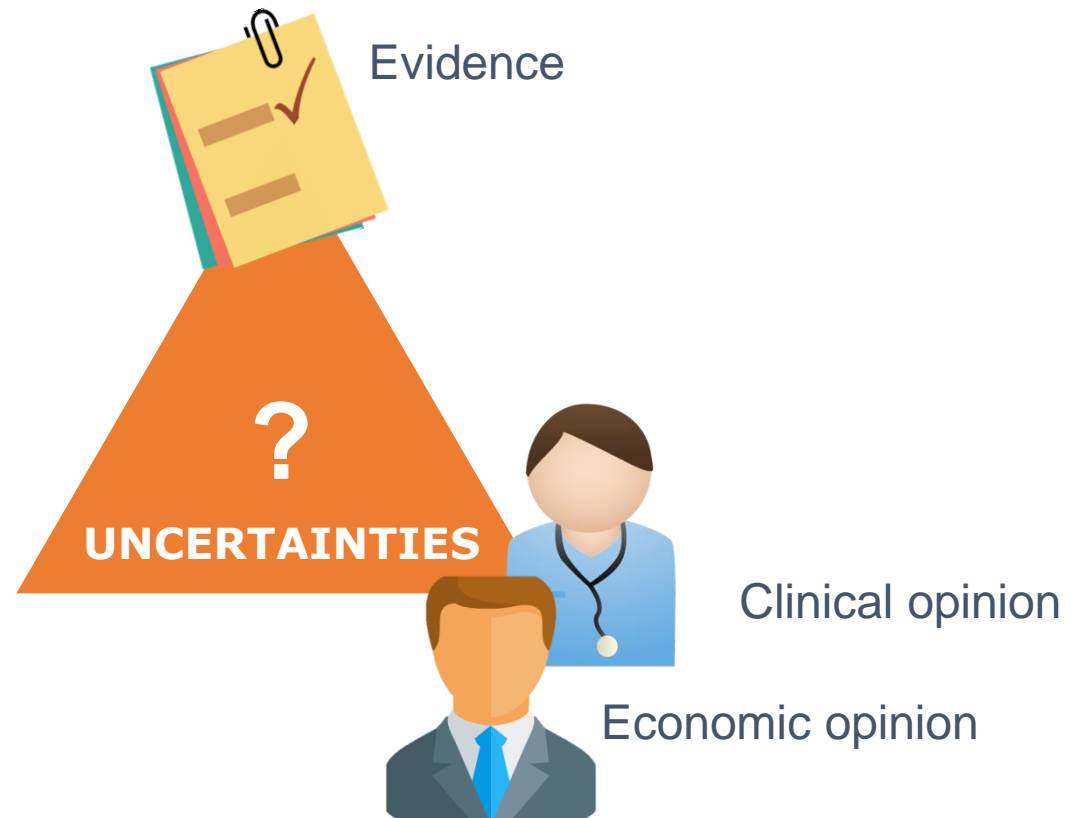 Evidence
?
UNCERTAINTIES
Clinical opinion
Economic opinion